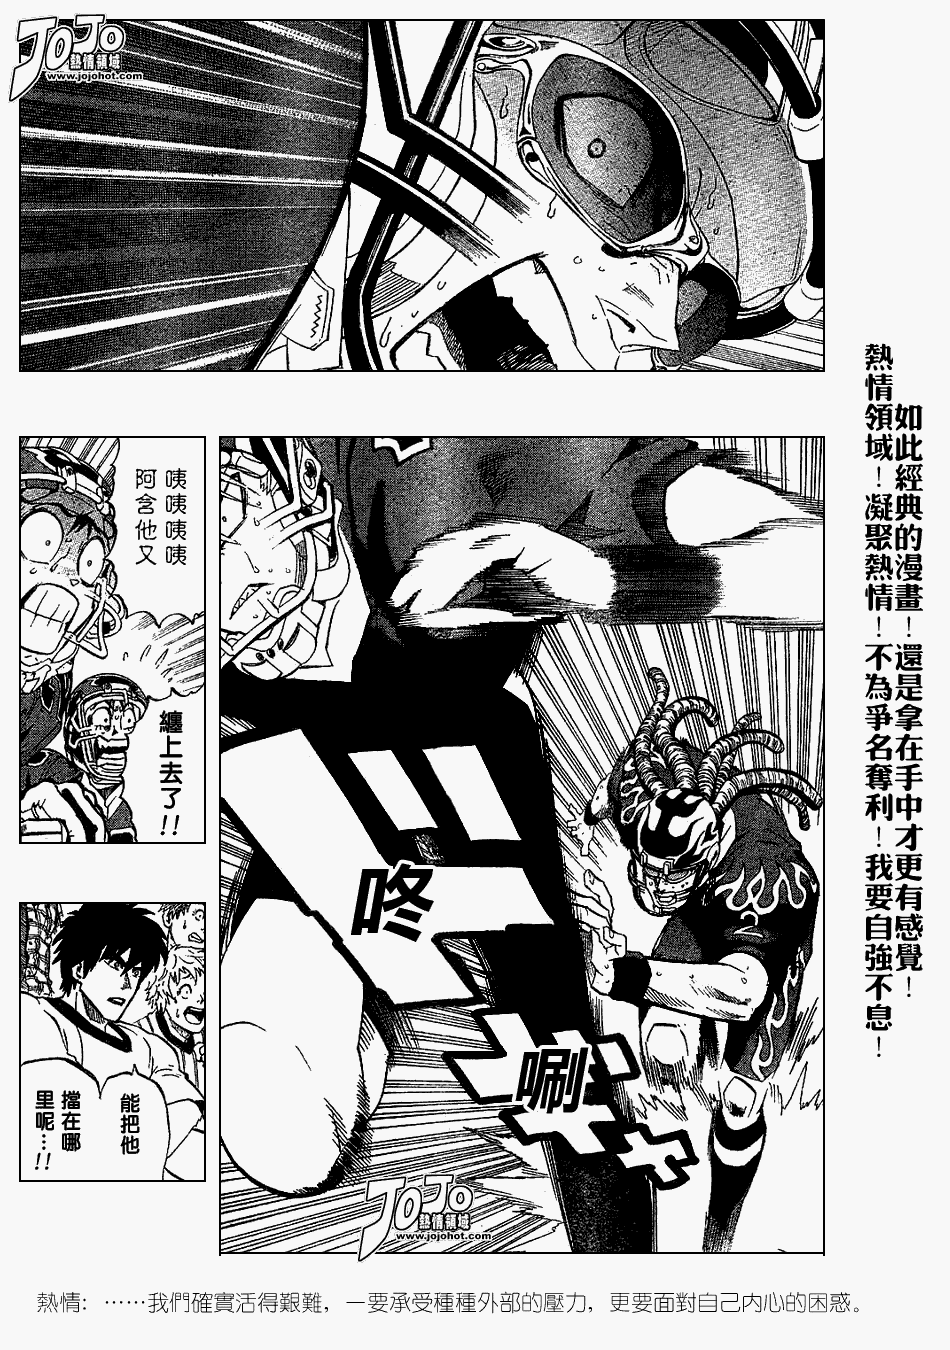 JOJO
熱情領域
www.jojohot.com
如此經典的漫畫！還是拿在手中才更有感覺！
熱情領域！凝聚熱情！不為爭名奪利！我要自強不息！
咚
唰
2
咦咦咦咦
阿含他又
纏上去了!!
能把他
擋在哪
里呢…!!
JOJO
熱情領域
www.jojohot.com
熱情：……我們確實活得艱難，一要承受種種外部的壓力，更要面對自己內心的困惑。